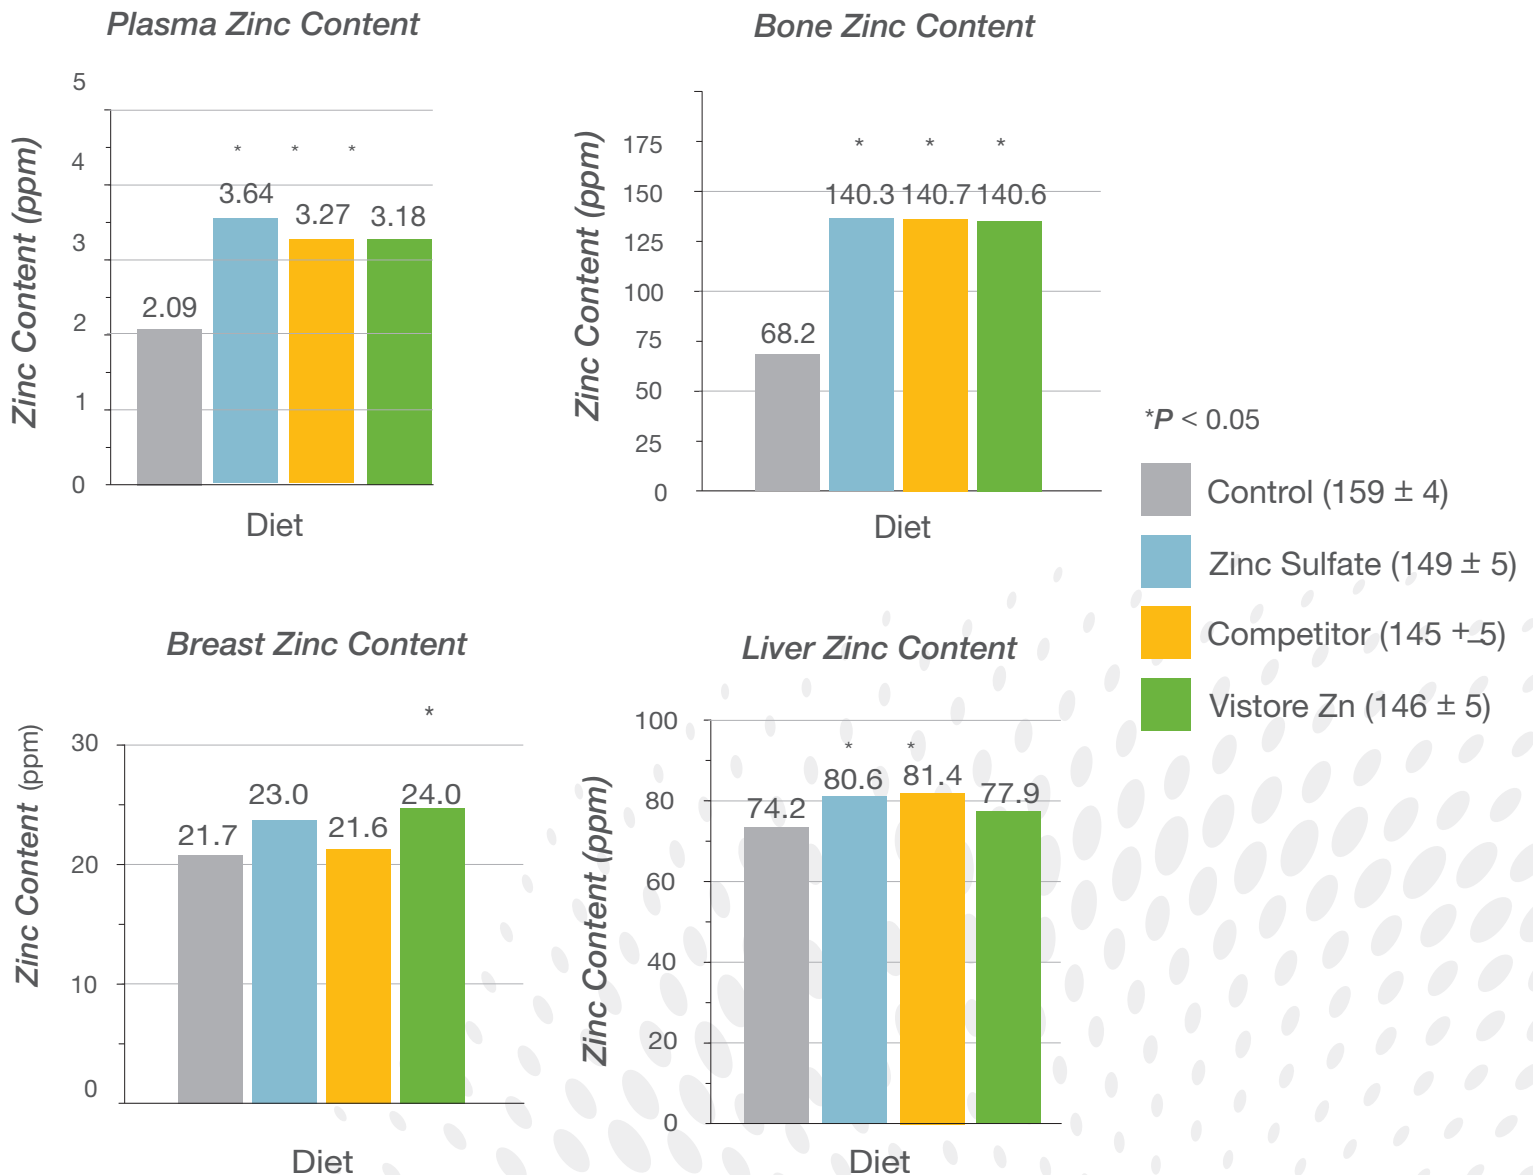 Plasma Zinc Content
Zinc Content (ppm)
5
4
3
2
1
0
* * *
2.09
3.64
3.27
3.18
Diet
Bone Zinc Content
Zinc Content (ppm)
175
150
125
100
75
50
25
0
* * *
68.2
140.3
140.7
140.6
Diet
*P < 0.05
Control (159 ± 4)
Zinc Sulfate (149 ± 5)
Competitor (145 ± 5)
Vistore Zn (146 ± 5)
Breast Zinc Content
Zinc Content (ppm)
30
20
10
0
*
21.7
23.0
21.6
24.0
Diet
Liver Zinc Content
Zinc Content (ppm)
100
80
60
40
20
0
* *
74.2
80.6
81.4
77.9
Diet